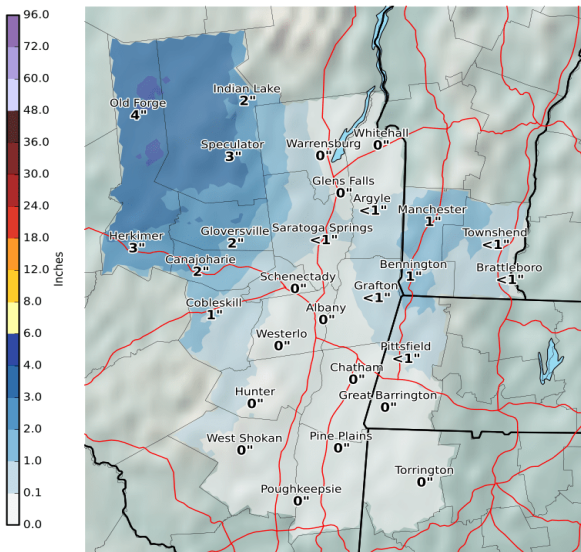 96.0
72.0
60.0
48.0
36.0
30.0
24.0
18.0
12.0
8.0
6.0
4.0
3.0
2.0
1.0
0.1
0.0
Inches
Indian Lake
2"
Old Forge
4"
Speculator
3"
Warrensburg
0"
Whitehall
0"
Glens Falls
0"
Argyle
<1"
Manchester
1"
Herkimer
3"
Gloversville
2"
Saratoga Springs
<1"
Townshend
<1"
Canajoharie
2"
Schenectady
0"
Bennington
1"
Brattleboro
<1"
Grafton
<1"
Cobleskill
1"
Albany
0"
Westerlo
0"
Pittsfield
<1"
Chatham
0"
Hunter
0"
Great Barrington
0"
West Shokan
0"
Pine Plains
0"
Torrington
0"
Poughkeepsie
0"